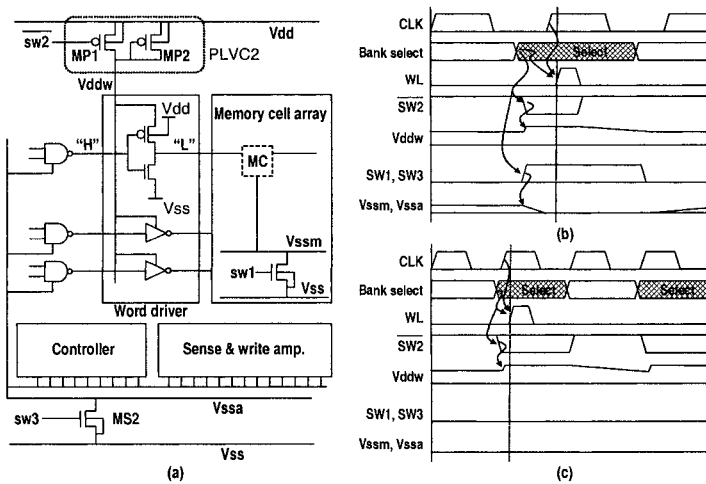 Vdd
sw2
MP1
MP2
PLVC2
Vddw
Vdd
Memory cell array
"H"
"L"
MC
Vss
Vssm
sw1
Vss
Word driver
Controller
Sense & write amp.
Vssa
sw3
MS2
Vss
(a)
CLK
Bank select
Select
WL
SW2
Vddw
SW1, SW3
Vssm, Vssa
(b)
CLK
Bank select
Select
Select
WL
SW2
Vddw
SW1, SW3
Vssm, Vssa
(c)